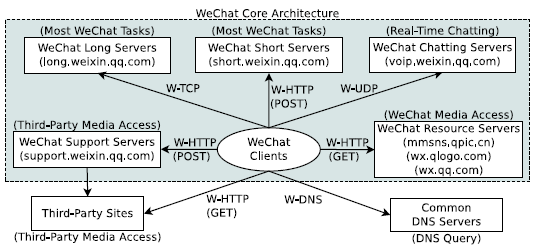 WeChat Core Architecture
(Most WeChat Tasks)
WeChat Long Servers
(long.weixin.qq.com)
(Most WeChat Tasks)
WeChat Short Servers
(short.weixin.qq.com)
(Real-Time Chatting)
WeChat Chatting Servers
(voip,weixin,qq.com)
W-TCP
W-HTTP
(POST)
W-UDP
(Third-Party Media Access)
WeChat Support Servers
(support.weixin.qq.com)
W-HTTP
(POST)
WeChat
Clients
W-HTTP
(GET)
(WeChat Media Access)
WeChat Resource Servers
(mmsns,qpic,cn)
(wx.qlogo.com)
(wx.qq.com)
Third-Party Sites
(Third-Party Media Access)
W-HTTP
(GET)
W-DNS
Common
DNS Servers
(DNS Query)